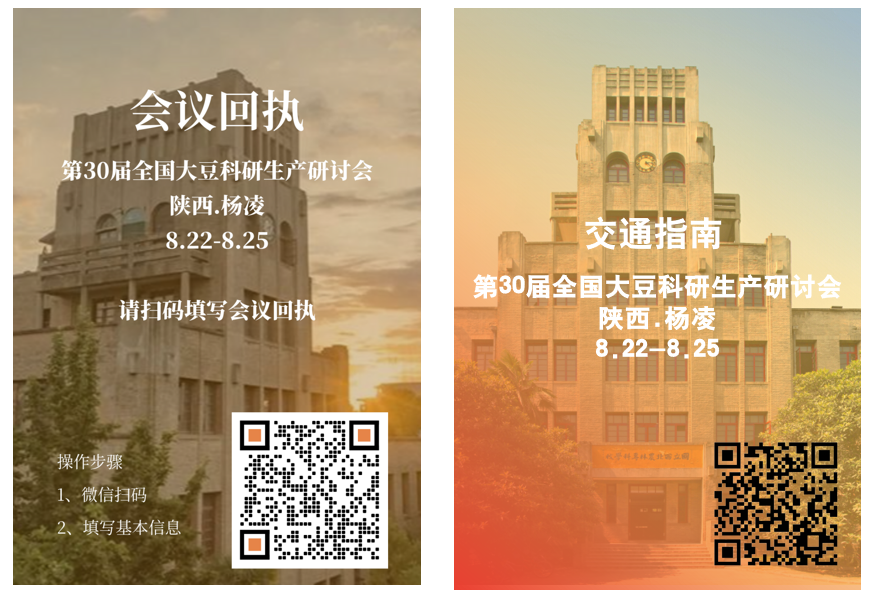 会议回执
第30届全国大豆科研生产研讨会
陕西.杨凌
8.22-8.25
请扫码填写会议回执
操作步骤
1、微信扫码
2、填写基本信息
交通指南
第30届全国大豆科研生产研讨会
陕西.杨凌
8.22—8.25